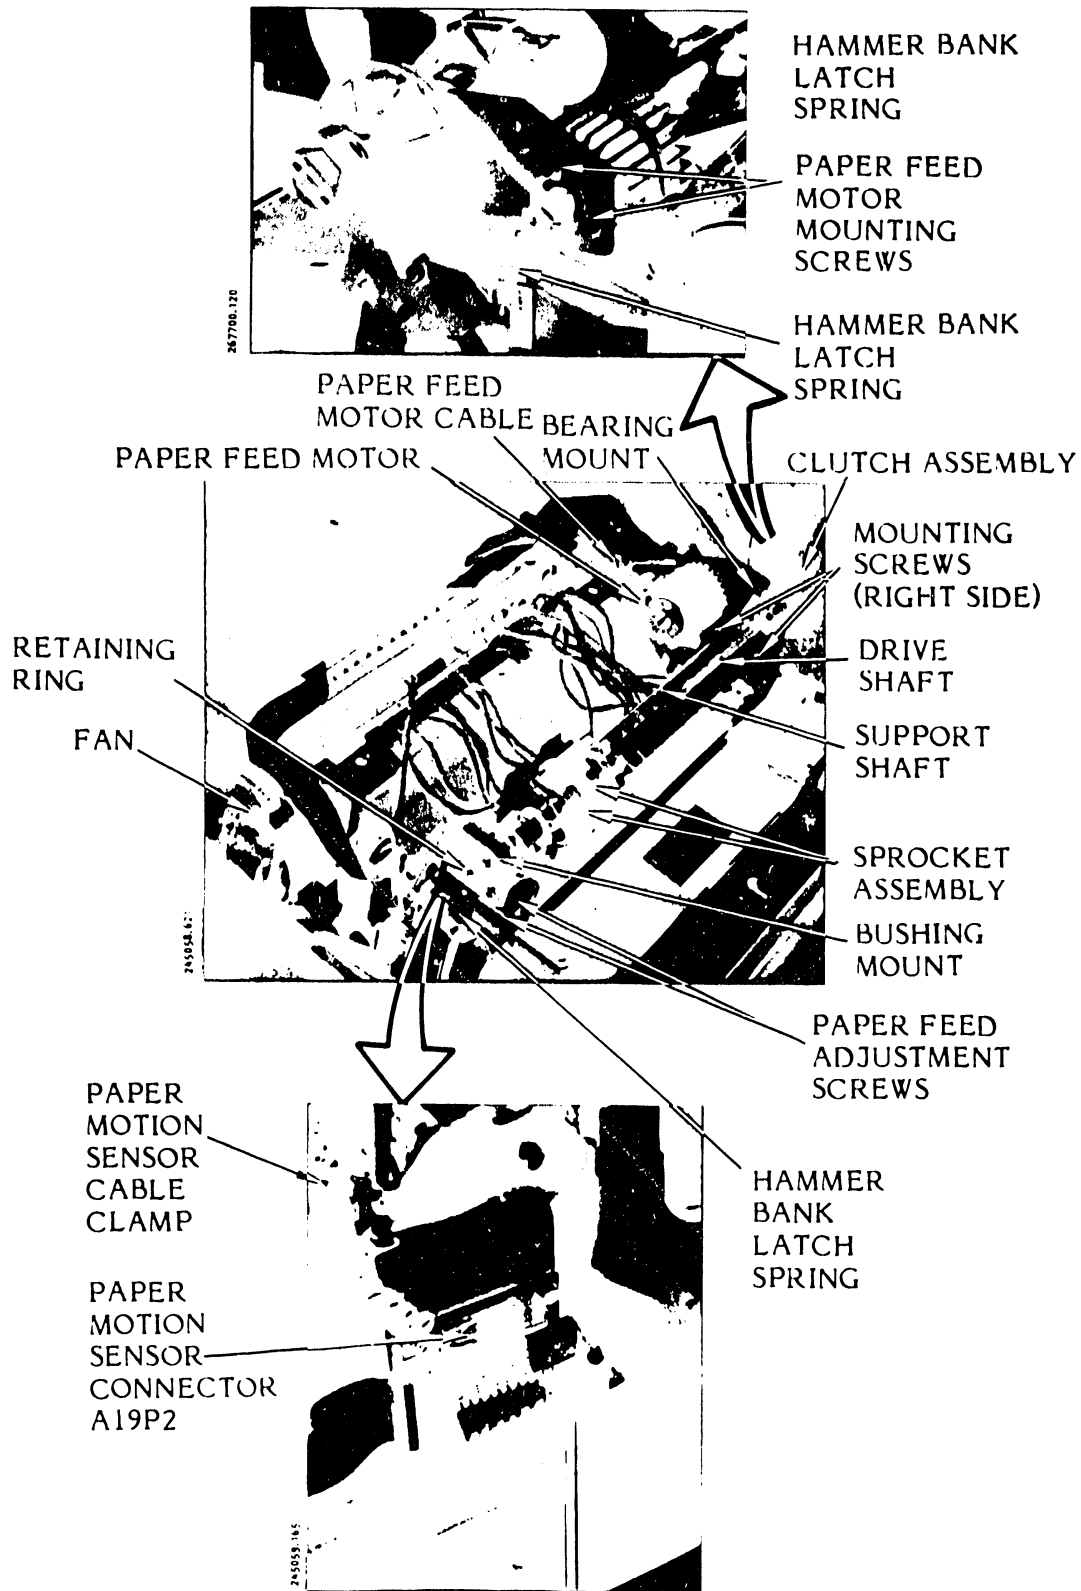 HAMMER BANK
LATCH
SPRING
PAPER FEED
MOTOR
MOUNTING
SCREWS
HAMMER BANK
LATCH
SPRING
267700.120
PAPER FEED
MOTOR CABLE
BEARING
MOUNT
PAPER FEED MOTOR
CLUTCH ASSEMBLY
MOUNTING
SCREWS
(RIGHT SIDE)
RETAINING
RING
DRIVE
SHAFT
FAN
SUPPORT
SHAFT
SPROCKET
ASSEMBLY
BUSHING
MOUNT
PAPER FEED
ADJUSTMENT
SCREWS
PAPER
MOTION
SENSOR
CABLE
CLAMP
HAMMER
BANK
LATCH
SPRING
PAPER
MOTION
SENSOR
CONNECTOR
A19P2
245059.165